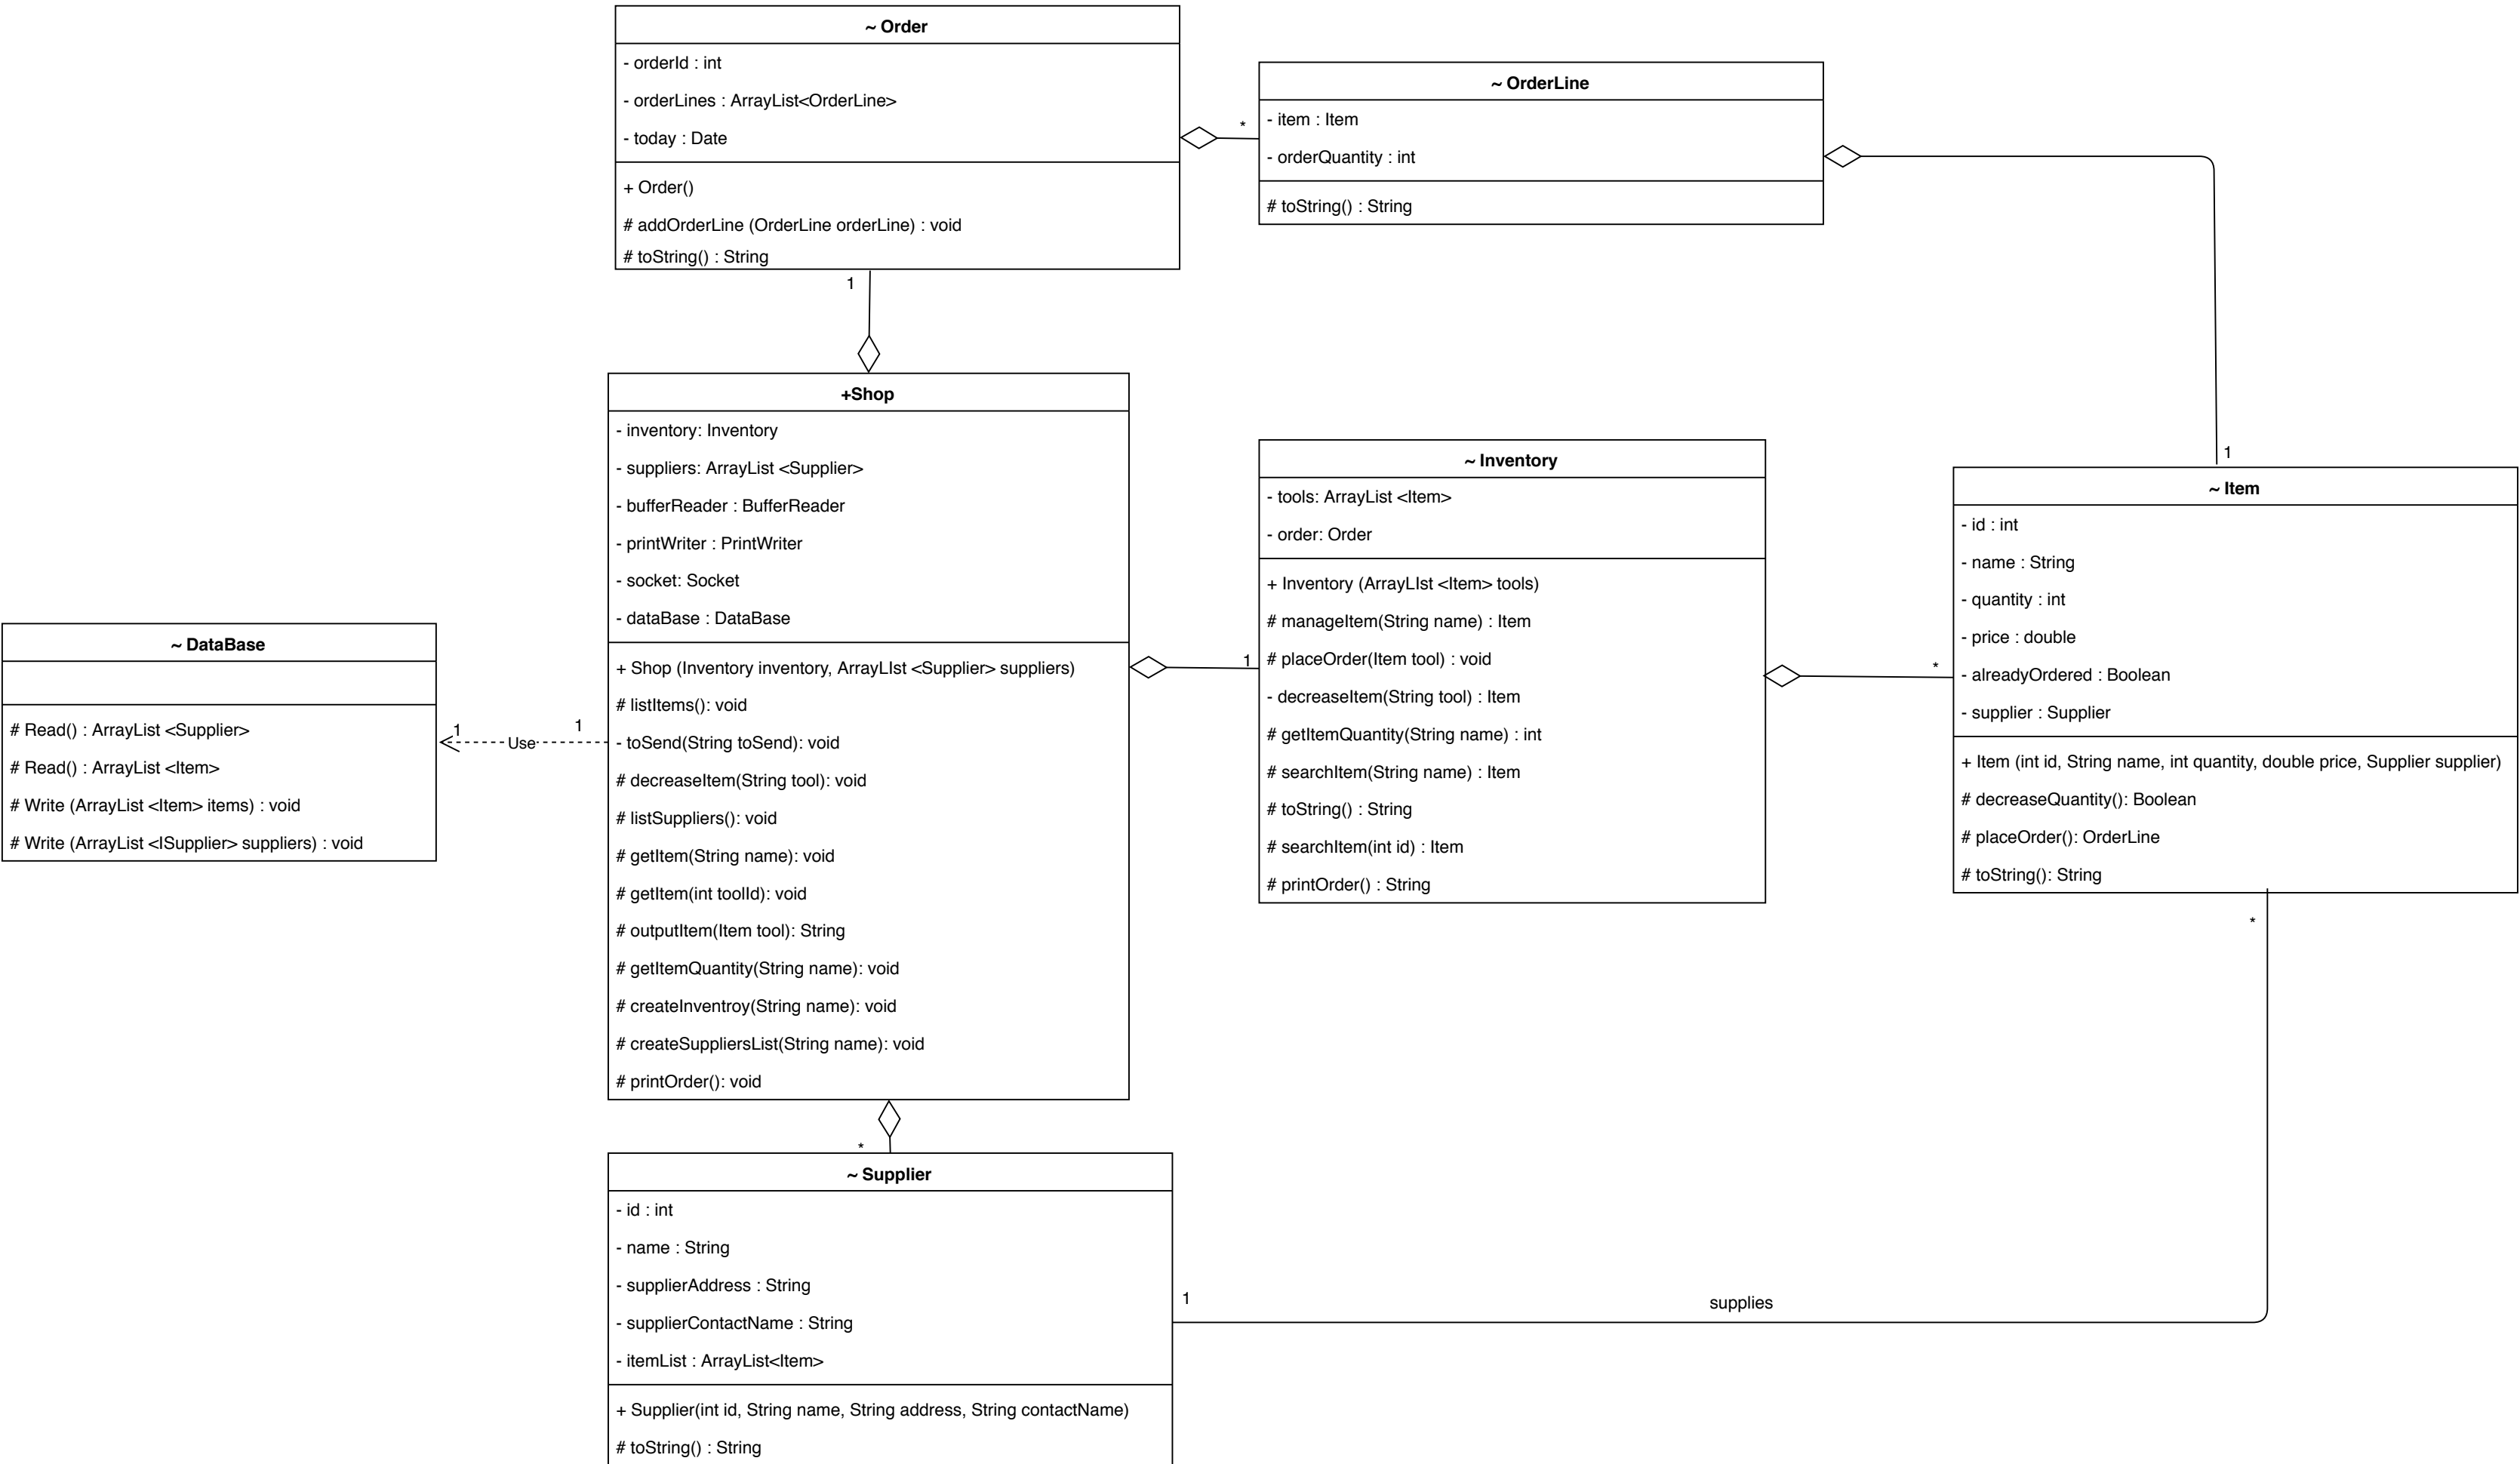 ~ Order
- orderId : int
- orderLines : ArrayList<OrderLine>
- today : Date
+ Order()
# addOrderLine (OrderLine orderLine) : void
# toString() : String
*
~ OrderLine
- item : Item
- orderQuantity : int
# toString() : String
1
1
+Shop
- inventory: Inventory
- suppliers: ArrayList <Supplier>
- bufferReader : BufferReader
- printWriter : PrintWriter
- socket: Socket
- dataBase : DataBase
+ Shop (Inventory inventory, ArrayLIst <Supplier> suppliers)
# listItems(): void
- toSend(String toSend): void
# decreaseItem(String tool): void
# listSuppliers(): void
# getItem(String name): void
# getItem(int toolId): void
# outputItem(Item tool): String
# getItemQuantity(String name): void
# createInventroy(String name): void
# createSuppliersList(String name): void
# printOrder(): void
1
~ Inventory
- tools: ArrayList <Item>
- order: Order
+ Inventory (ArrayLIst <Item> tools)
# manageItem(String name) : Item
# placeOrder(Item tool) : void
- decreaseItem(String tool) : Item
# getItemQuantity(String name) : int
# searchItem(String name) : Item
# toString() : String
# searchItem(int id) : Item
# printOrder() : String
*
~ Item
- id : int
- name : String
- quantity : int
- price : double
- alreadyOrdered : Boolean
- supplier : Supplier
+ Item (int id, String name, int quantity, double price, Supplier supplier)
# decreaseQuantity(): Boolean
# placeOrder(): OrderLine
# toString(): String
*
~ DataBase
# Read() : ArrayList <Supplier>
# Read() : ArrayList <Item>
# Write (ArrayList <Item> items) : void
# Write (ArrayList <ISupplier> suppliers) : void
1
Use
1
*
~ Supplier
- id : int
- name : String
- supplierAddress : String
- supplierContactName : String
- itemList : ArrayList<Item>
+ Supplier(int id, String name, String address, String contactName)
# toString() : String
1
supplies